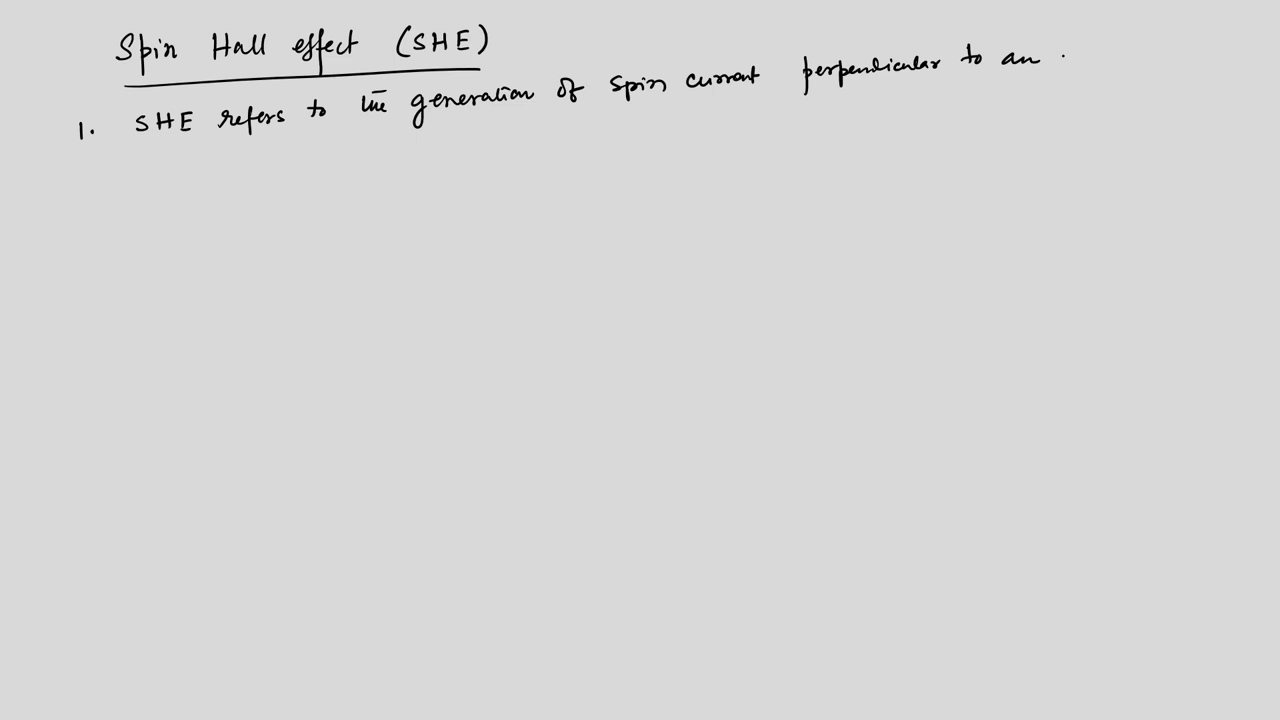 Spin Hall effect (SHE)
1. SHE refers to the generation of spin current perpendicular to an